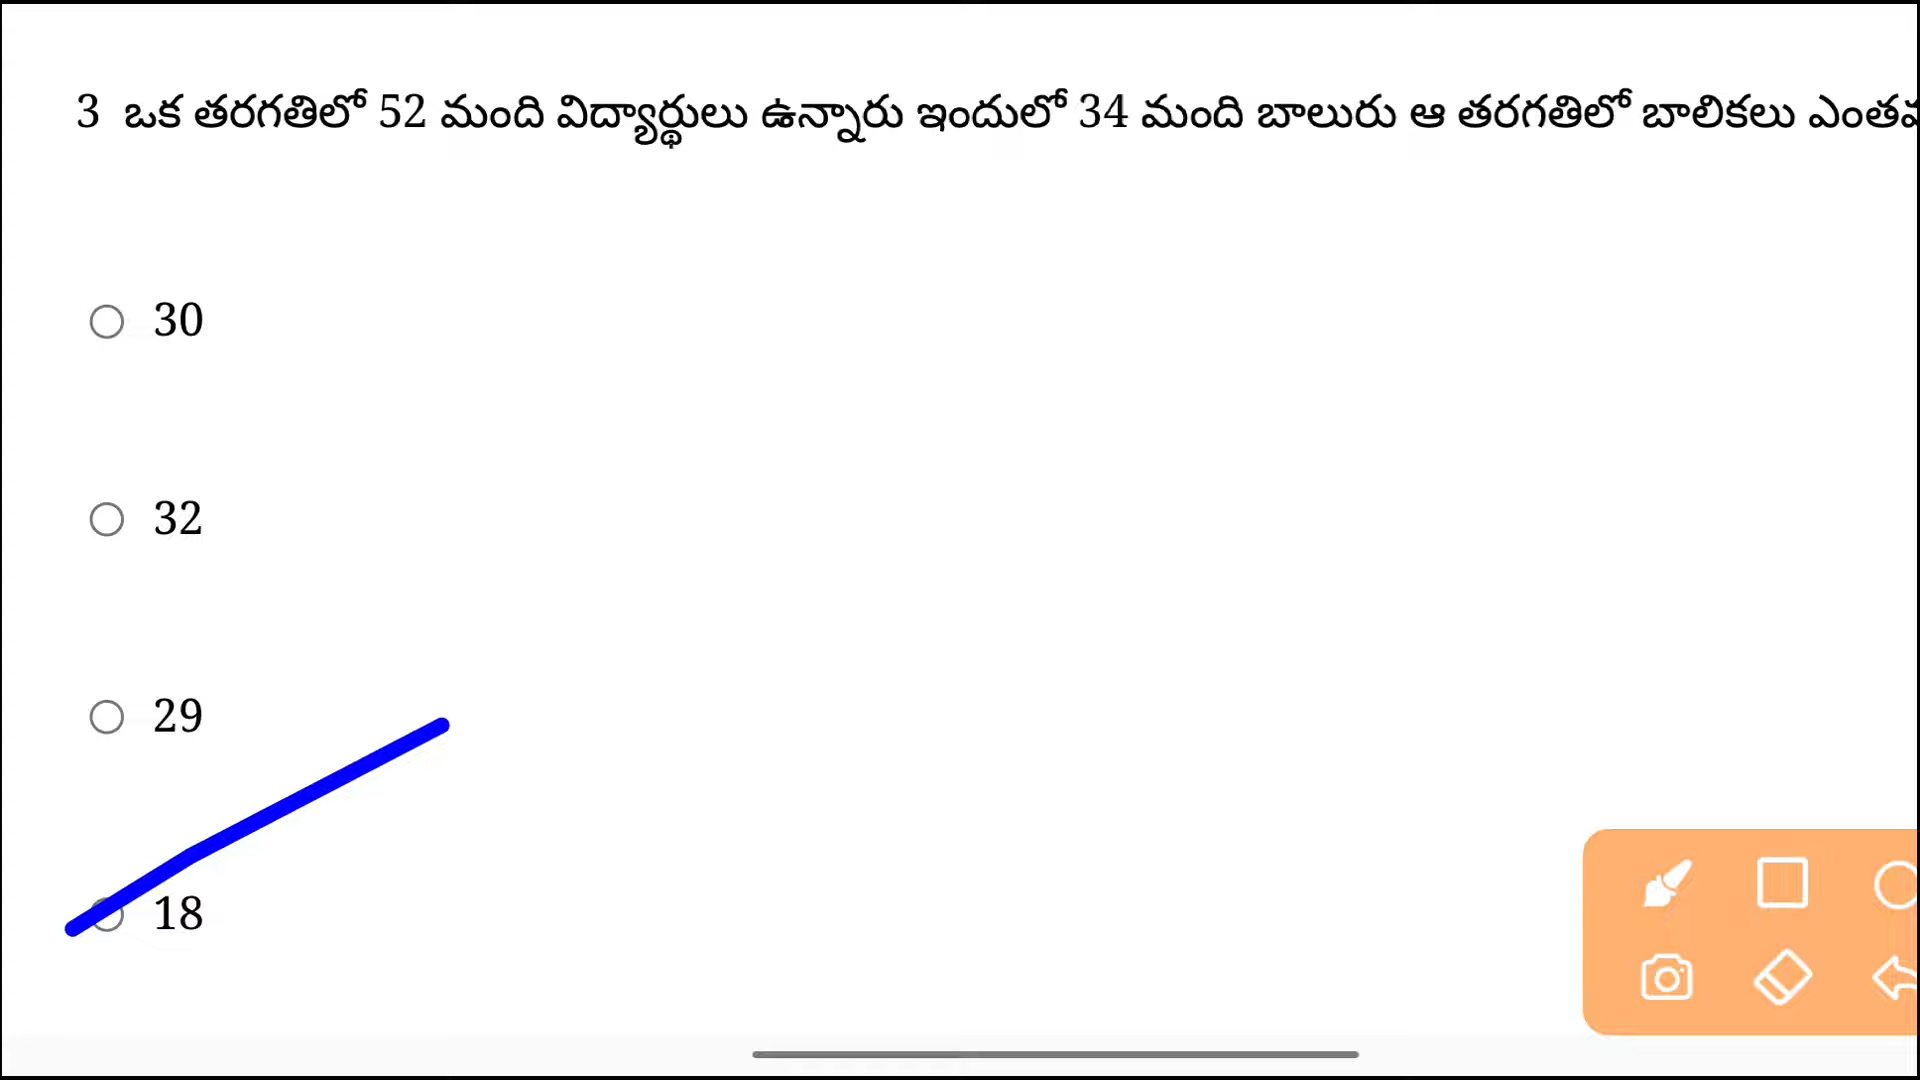 3 ఒక తరగతిలో 52 మంది విద్యార్థులు ఉన్నారు ఇందులో 34 మంది బాలురు ఆ తరగతిలో బాలికలు
30
32
29
18